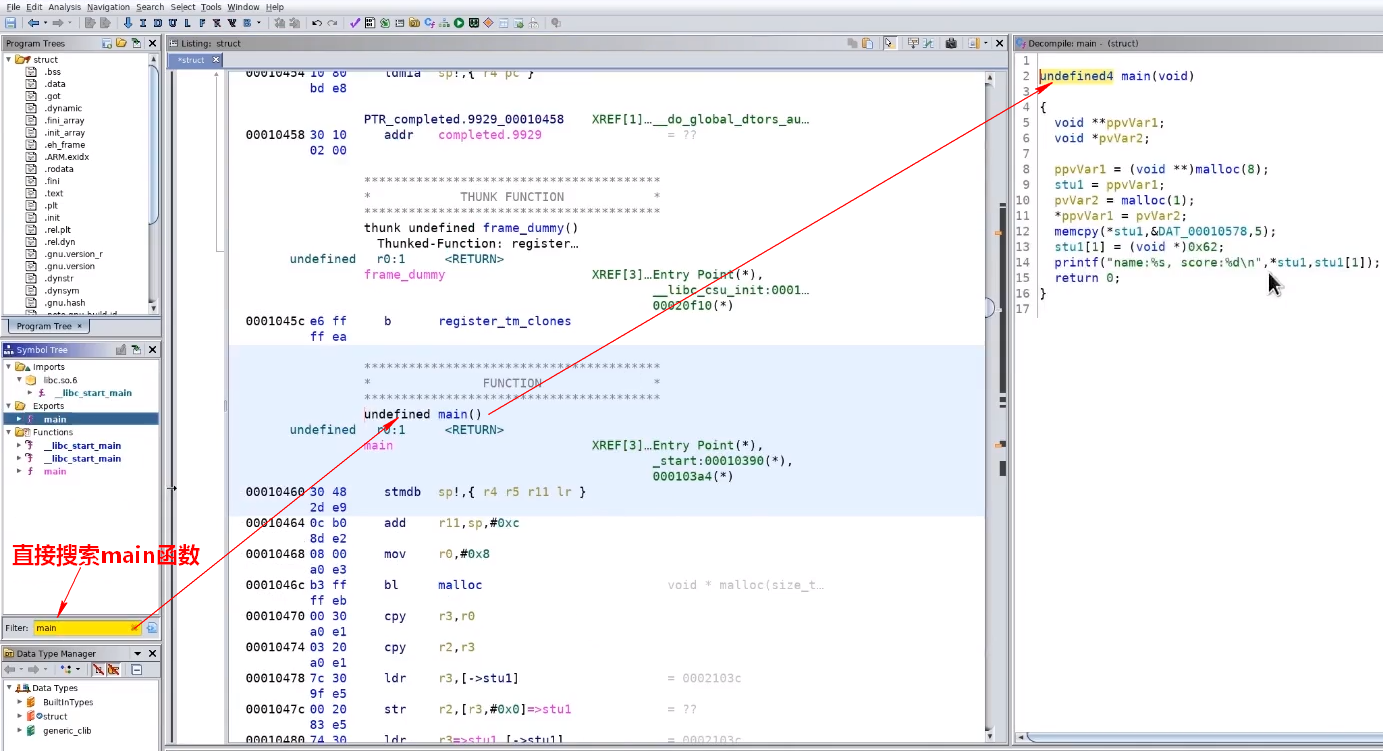 File Edit Analysis Navigation Search Select Tools Window Help
Program Trees
struct
.bss
.data
.got
.dynamic
.fini_array
.init_array
.eh_frame
.ARM.exidx
.rodata
.fini
.text
.plt
.init
.rel.plt
.rel.dyn
.gnu.version_r
.gnu.version
.dynstr
.dynsym
.gnu.hash
.note.gnu.build-id
Program Tree ×
Symbol Tree
Imports
libc.so.6
__libc_start_main
Exports
f main
Functions
__libc_start_main
__libc_start_main
f main
直接搜索main函数
Filter: main
Data Type Manager
Data Types
BuiltInTypes
struct
generic_clib
Listing: struct
*struct ×
00010454 10 80 ldmia sp!,{ r4 pc }
bd e8
PTR_completed.9929_00010458 XREF[1]…__do_global_dtors_au…
00010458 30 10 addr completed.9929 = ??
02 00
****************************************
* THUNK FUNCTION *
****************************************
thunk undefined frame_dummy()
Thunked-Function: register…
undefined r0:1 <RETURN>
frame_dummy XREF[3]…Entry Point(*),
__libc_csu_init:0001…
00020f10(*)
0001045c e6 ff b register_tm_clones
ff ea
****************************************
* FUNCTION *
****************************************
undefined main()
undefined r0:1 <RETURN>
main XREF[3]…Entry Point(*),
_start:00010390(*),
000103a4(*)
00010460 30 48 stmdb sp!,{ r4 r5 r11 lr }
2d e9
00010464 0c b0 add r11,sp,#0xc
8d e2
00010468 08 00 mov r0,#0x8
a0 e3
0001046c b3 ff bl malloc void * malloc(size_t…
ff eb
00010470 00 30 cpy r3,r0
a0 e1
00010474 03 20 cpy r2,r3
a0 e1
00010478 7c 30 ldr r3,[->stu1] = 0002103c
9f e5
0001047c 00 20 str r2,[r3,#0x0]=>stu1 = ??
83 e5
00010480 74 30 ldr r3=>stu1,[->stu1] = 0002103c
Decompile: main - (struct)
1
2 undefined4 main(void)
3
4 {
5 void **ppvVar1;
6 void *pvVar2;
7
8 ppvVar1 = (void **)malloc(8);
9 stu1 = ppvVar1;
10 pvVar2 = malloc(1);
11 *ppvVar1 = pvVar2;
12 memcpy(*stu1,&DAT_00010578,5);
13 stu1[1] = (void *)0x62;
14 printf("name:%s, score:%d\n",*stu1,stu1[1]);
15 return 0;
16 }
17